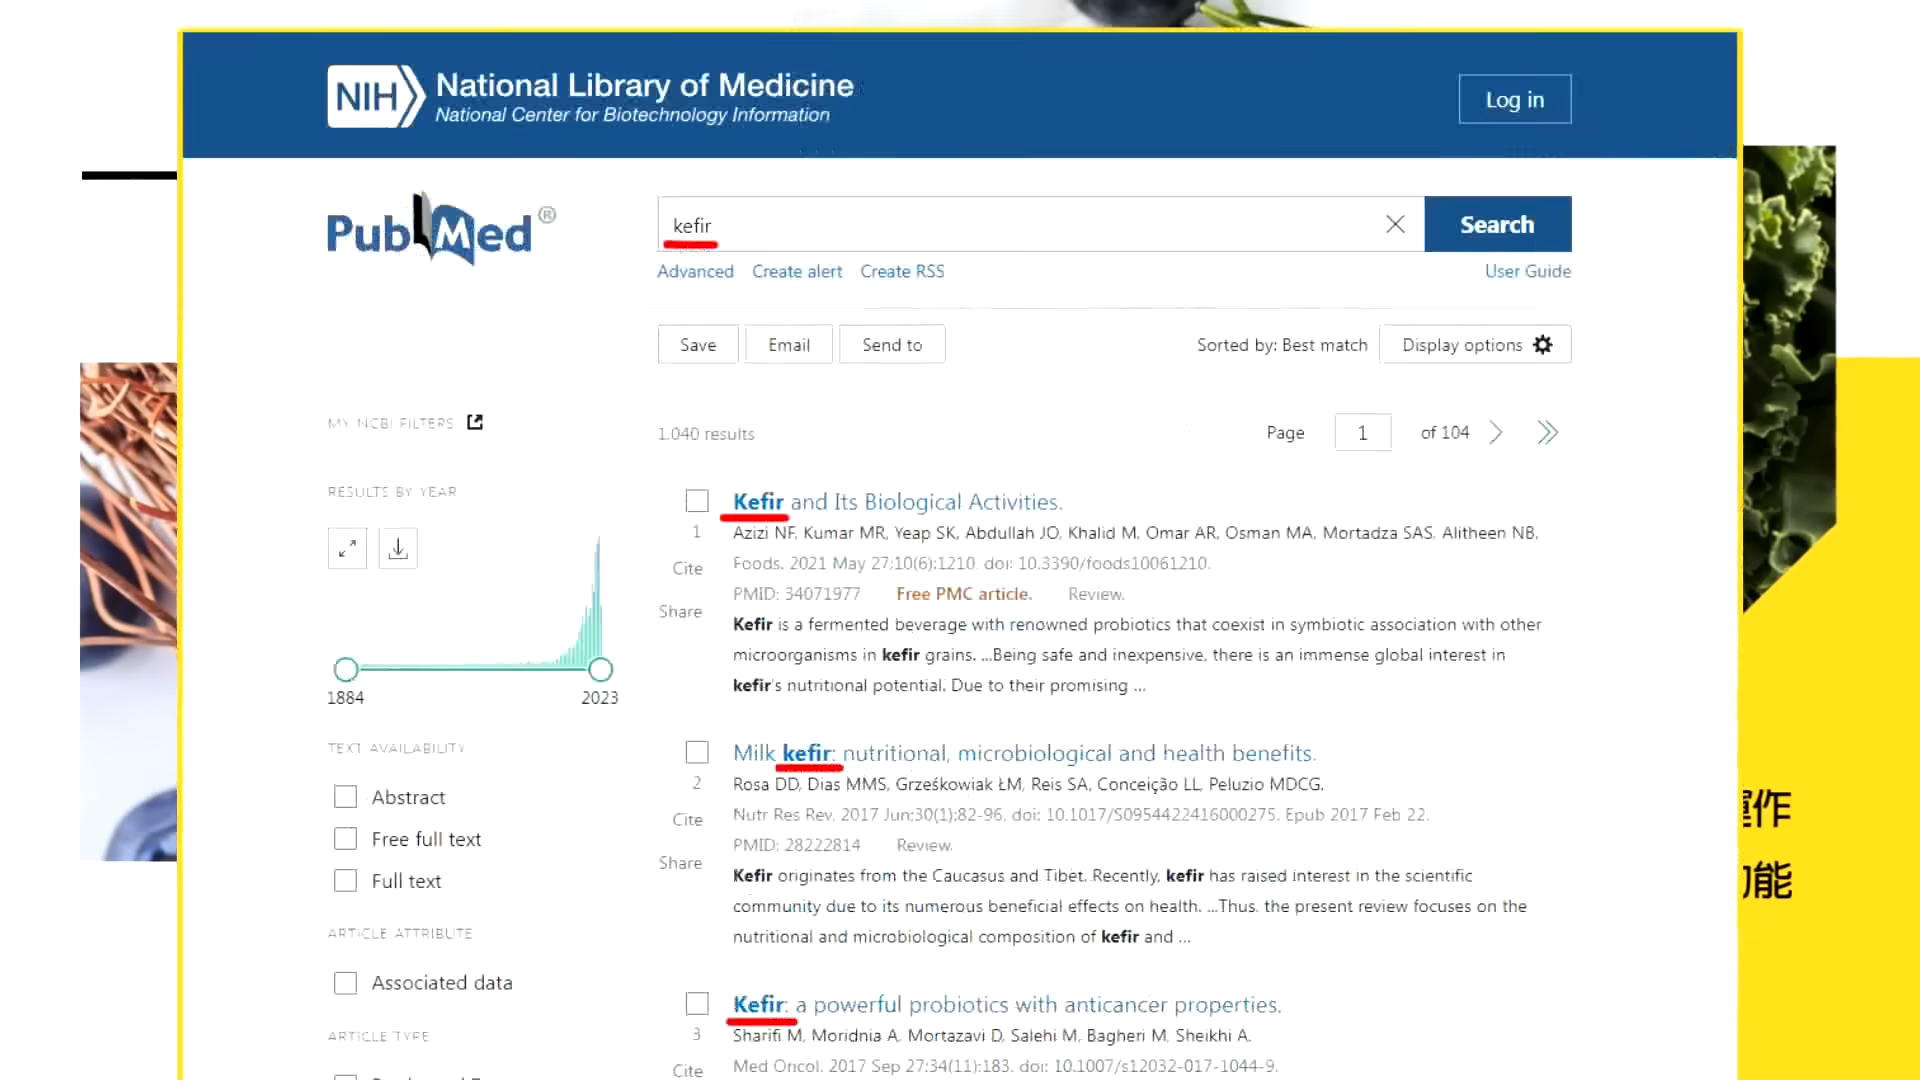 NIH National Library of Medicine
National Center for Biotechnology Information
Log in
PubMed®
kefir
Search
Advanced Create alert Create RSS
User Guide
Save Email Send to
Sorted by: Best match
Display options
MY NCBI FILTERS
1,040 results
Page 1 of 104
RESULTS BY YEAR
1884 2023
TEXT AVAILABILITY
Abstract
Free full text
Full text
ARTICLE ATTRIBUTE
Associated data
ARTICLE TYPE
Kefir and Its Biological Activities.
1
Cite
Share
Azizi NF, Kumar MR, Yeap SK, Abdullah JO, Khalid M, Omar AR, Osman MA, Mortadza SAS, Alitheen NB.
Foods. 2021 May 27;10(6):1210. doi: 10.3390/foods10061210.
PMID: 34071977 Free PMC article. Review.
Kefir is a fermented beverage with renowned probiotics that coexist in symbiotic association with other
microorganisms in kefir grains. ...Being safe and inexpensive, there is an immense global interest in
kefir's nutritional potential. Due to their promising ...
Milk kefir: nutritional, microbiological and health benefits.
2
Cite
Share
Rosa DD, Dias MMS, Grześkowiak ŁM, Reis SA, Conceição LL, Peluzio MDCG.
Nutr Res Rev. 2017 Jun;30(1):82-96. doi: 10.1017/S0954422416000275. Epub 2017 Feb 22.
PMID: 28222814 Review.
Kefir originates from the Caucasus and Tibet. Recently, kefir has raised interest in the scientific
community due to its numerous beneficial effects on health. ...Thus, the present review focuses on the
nutritional and microbiological composition of kefir and ...
Kefir: a powerful probiotics with anticancer properties.
3
Cite
Sharifi M, Moridnia A, Mortazavi D, Salehi M, Bagheri M, Sheikhi A.
Med Oncol. 2017 Sep 27;34(11):183. doi: 10.1007/s12032-017-1044-9.
作
能